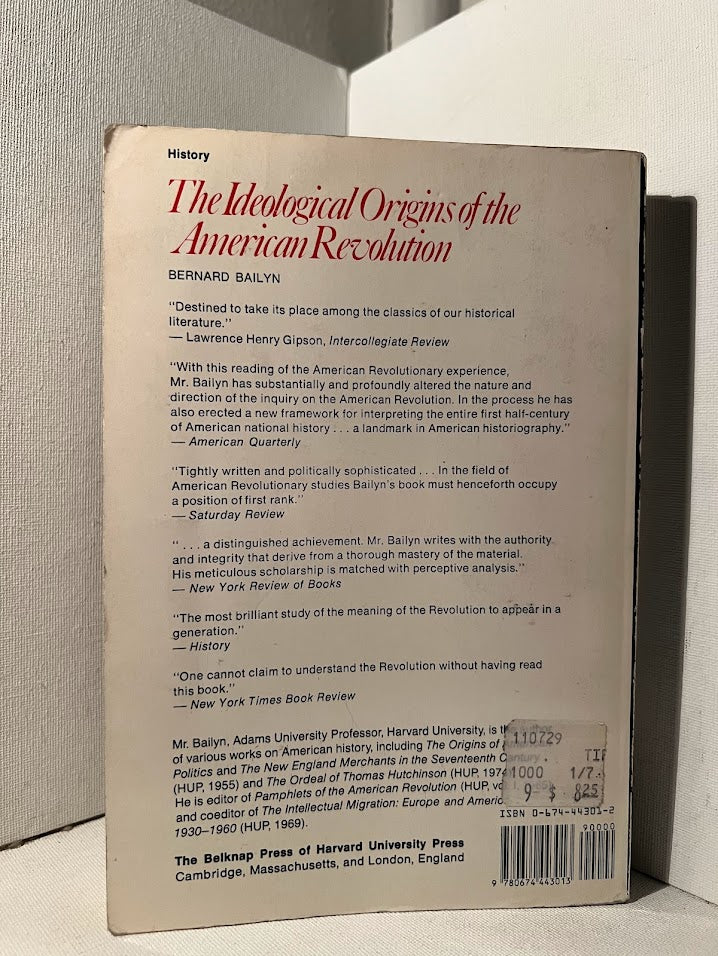 History
The Ideological Origins of the
American Revolution
BERNARD BAILYN
“Destined to take its place among the classics of our historical
literature.”
— Lawrence Henry Gipson, Intercollegiate Review
“With this reading of the American Revolutionary experience,
Mr. Bailyn has substantially and profoundly altered the nature and
direction of the inquiry on the American Revolution. In the process he has
also erected a new framework for interpreting the entire first half-century
of American national history . . . a landmark in American historiography.”
— American Quarterly
“Tightly written and politically sophisticated . . . In the field of
American Revolutionary studies Bailyn’s book must henceforth occupy
a position of first rank.”
— Saturday Review
“ . . . a distinguished achievement. Mr. Bailyn writes with the authority
and integrity that derive from a thorough mastery of the material.
His meticulous scholarship is matched with perceptive analysis.”
— New York Review of Books
“The most brilliant study of the meaning of the Revolution to appear in a
generation.”
— History
“One cannot claim to understand the Revolution without having read
this book.”
— New York Times Book Review
Mr. Bailyn, Adams University Professor, Harvard University, is
of various works on American history, including The Origins of
Politics and The New England Merchants in the Seventeenth
(HUP, 1955) and The Ordeal of Thomas Hutchinson (HUP,
He is editor of Pamphlets of the American Revolution (HUP,
and coeditor of The Intellectual Migration: Europe and
1930–1960 (HUP, 1969).
The Belknap Press of Harvard University Press
Cambridge, Massachusetts, and London, England
110729
1000
9 $
ISBN 0-674-44301-2
90000
9 780674 443013